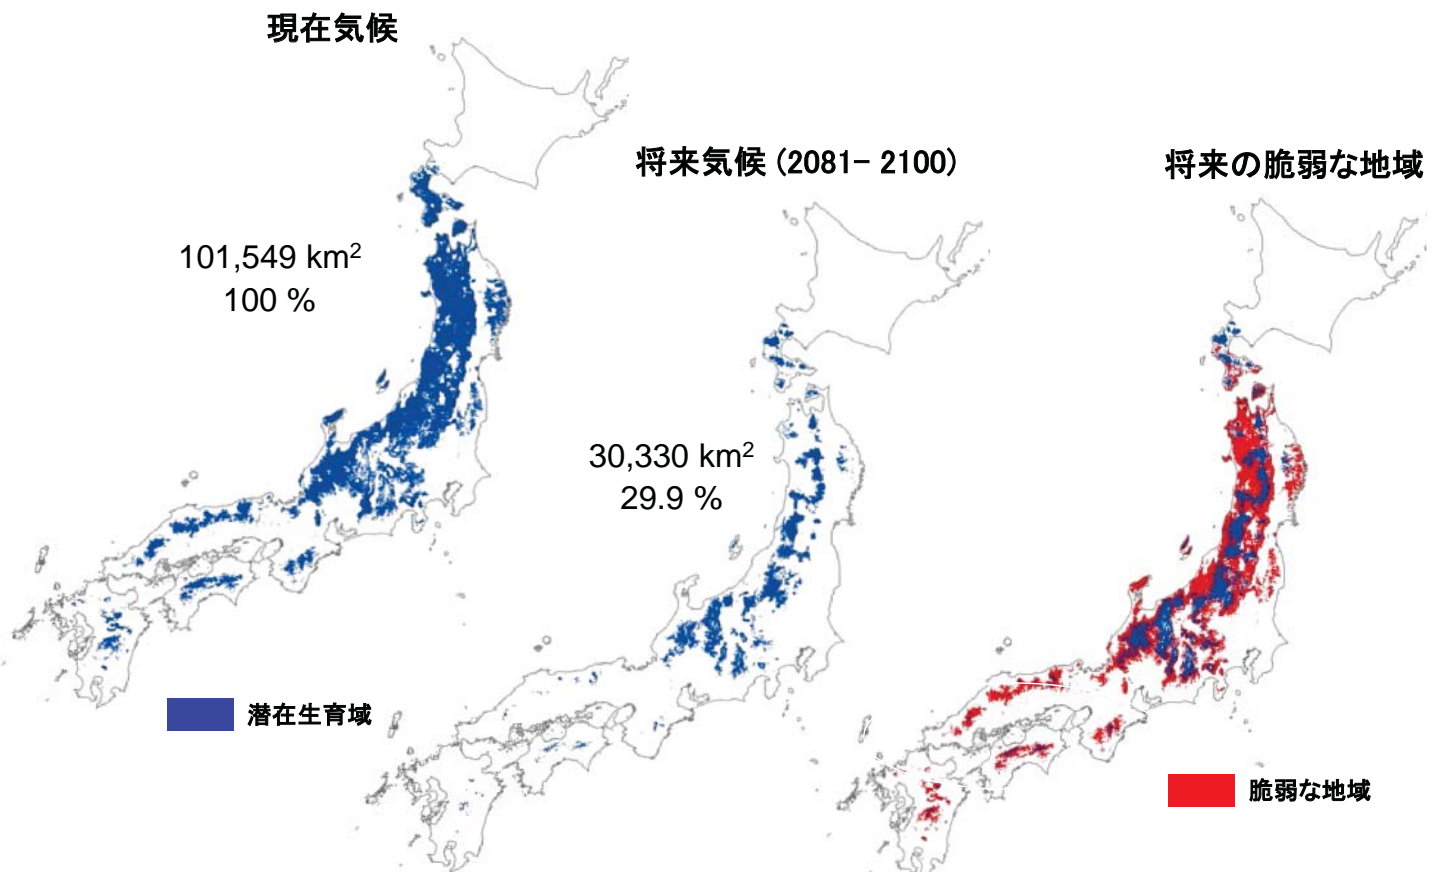 現在気候
将来気候 (2081- 2100)
将来の脆弱な地域
101,549 km²
100 %
30,330 km²
29.9 %
潜在生育域
脆弱な地域